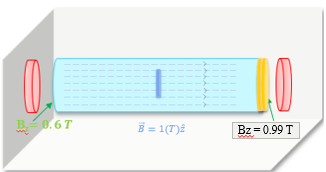 B = 0.6 T
B⃗ = 1(T)ẑ
Bz = 0.99 T